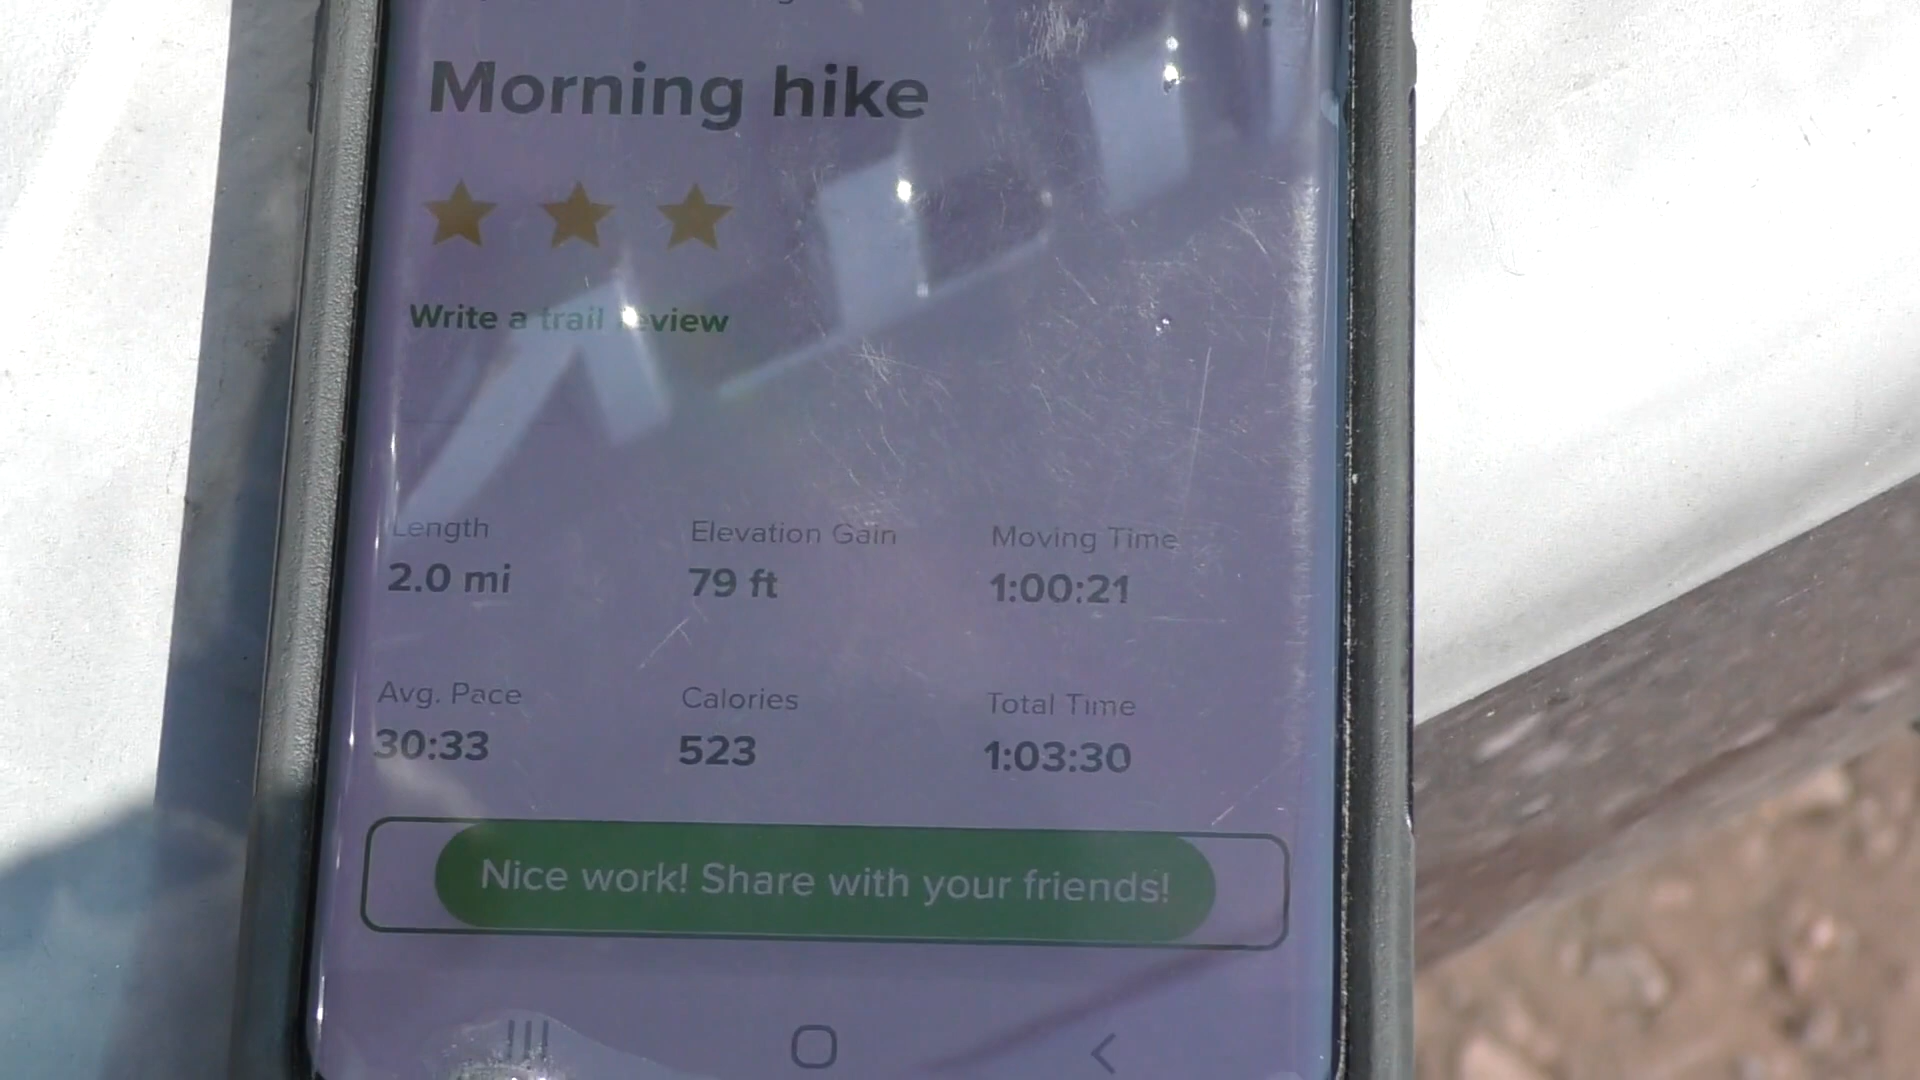 Morning hike
Write a trail review
Length
Elevation Gain
Moving Time
2.0 mi
79 ft
1:00:21
Avg. Pace
Calories
Total Time
30:33
523
1:03:30
Nice work! Share with your friends!